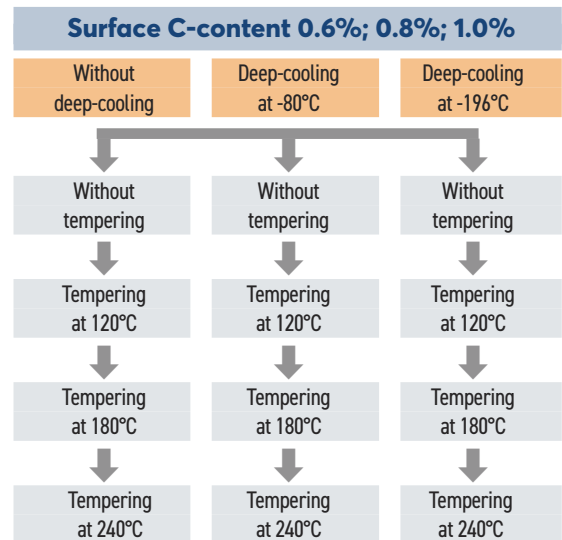 Surface C-content 0.6%; 0.8%; 1.0%
Without
deep-cooling
Deep-cooling
at -80°C
Deep-cooling
at -196°C
Without
tempering
Without
tempering
Without
tempering
Tempering
at 120°C
Tempering
at 120°C
Tempering
at 120°C
Tempering
at 180°C
Tempering
at 180°C
Tempering
at 180°C
Tempering
at 240°C
Tempering
at 240°C
Tempering
at 240°C